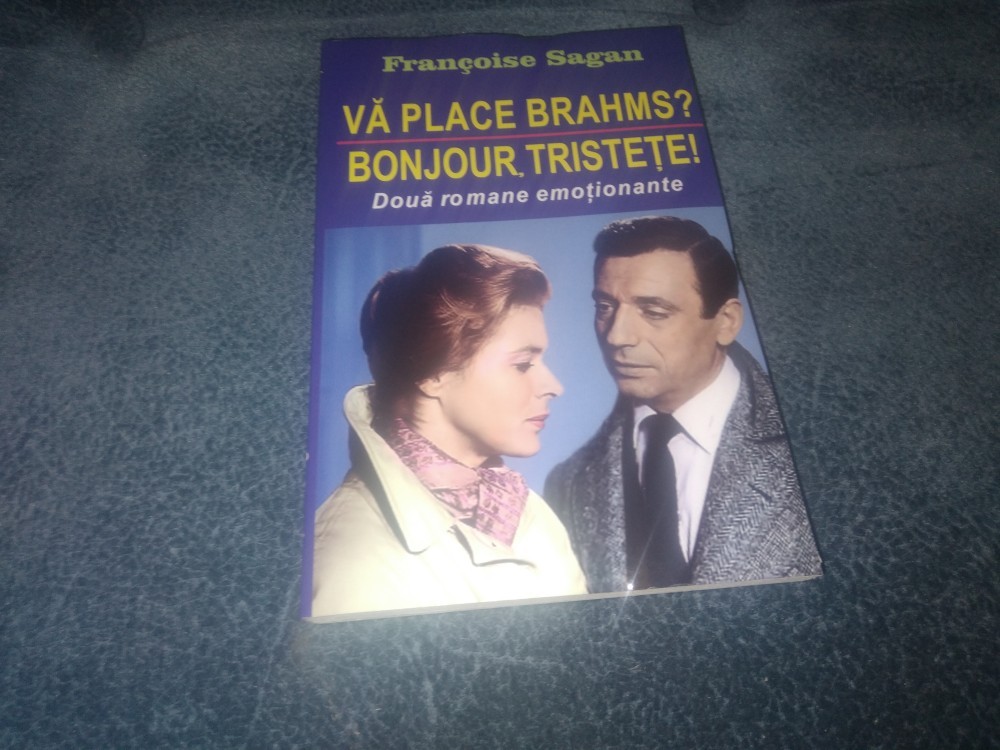 Françoise Sagan
VĂ PLACE BRAHMS?
BONJOUR, TRISTEȚE!
Două romane emoționante